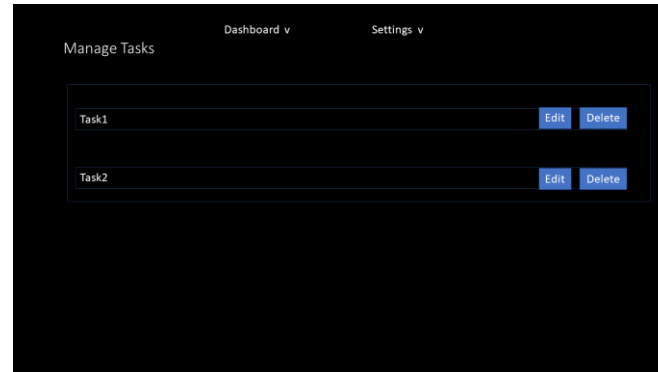 Dashboard v Settings v
Manage Tasks
Task1 Edit Delete
Task2 Edit Delete